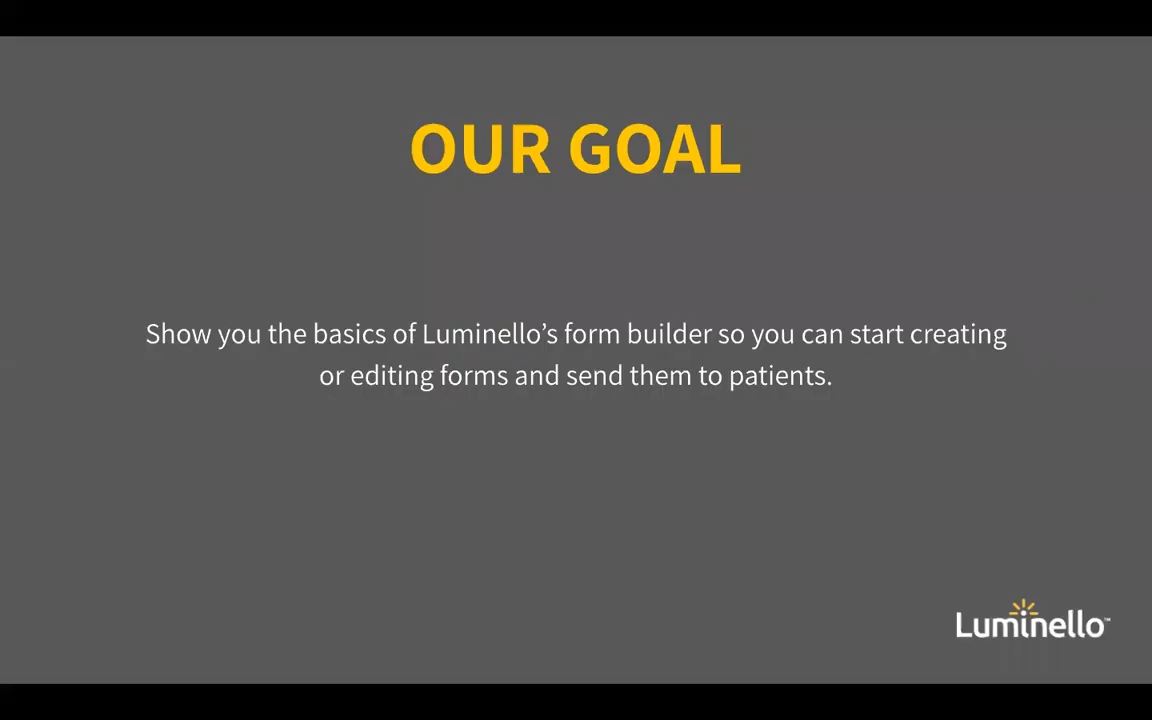 OUR GOAL
Show you the basics of Luminello’s form builder so you can start creating
or editing forms and send them to patients.
Luminello™